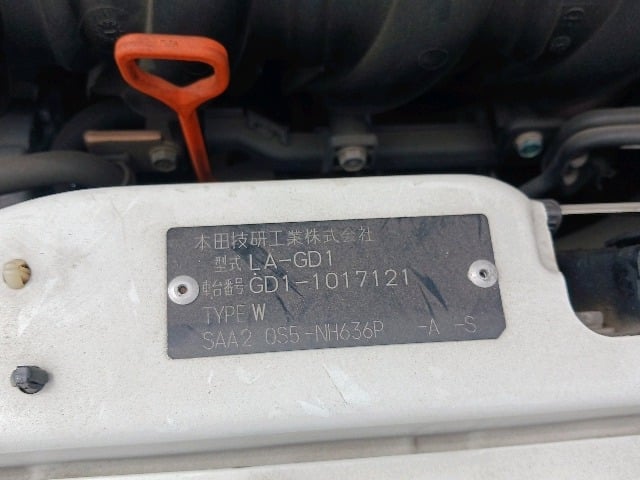 本田技研工業株式会社
型式 LA-GD1
車台番号 GD1-1017121
TYPE W
SAA2 0S5-NH636P -A -S